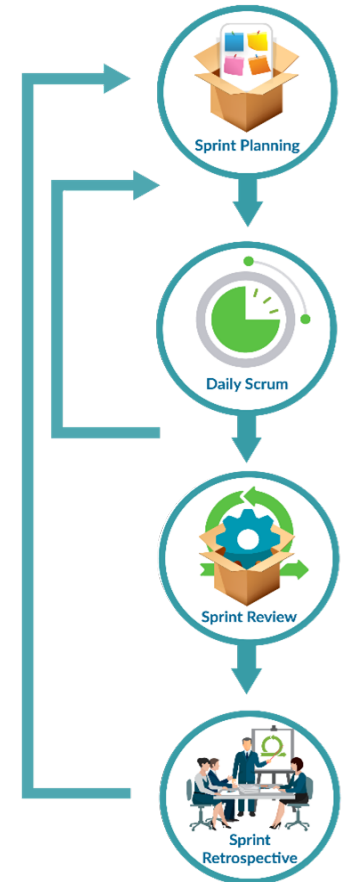 Sprint Planning
Daily Scrum
Sprint Review
Sprint
Retrospective